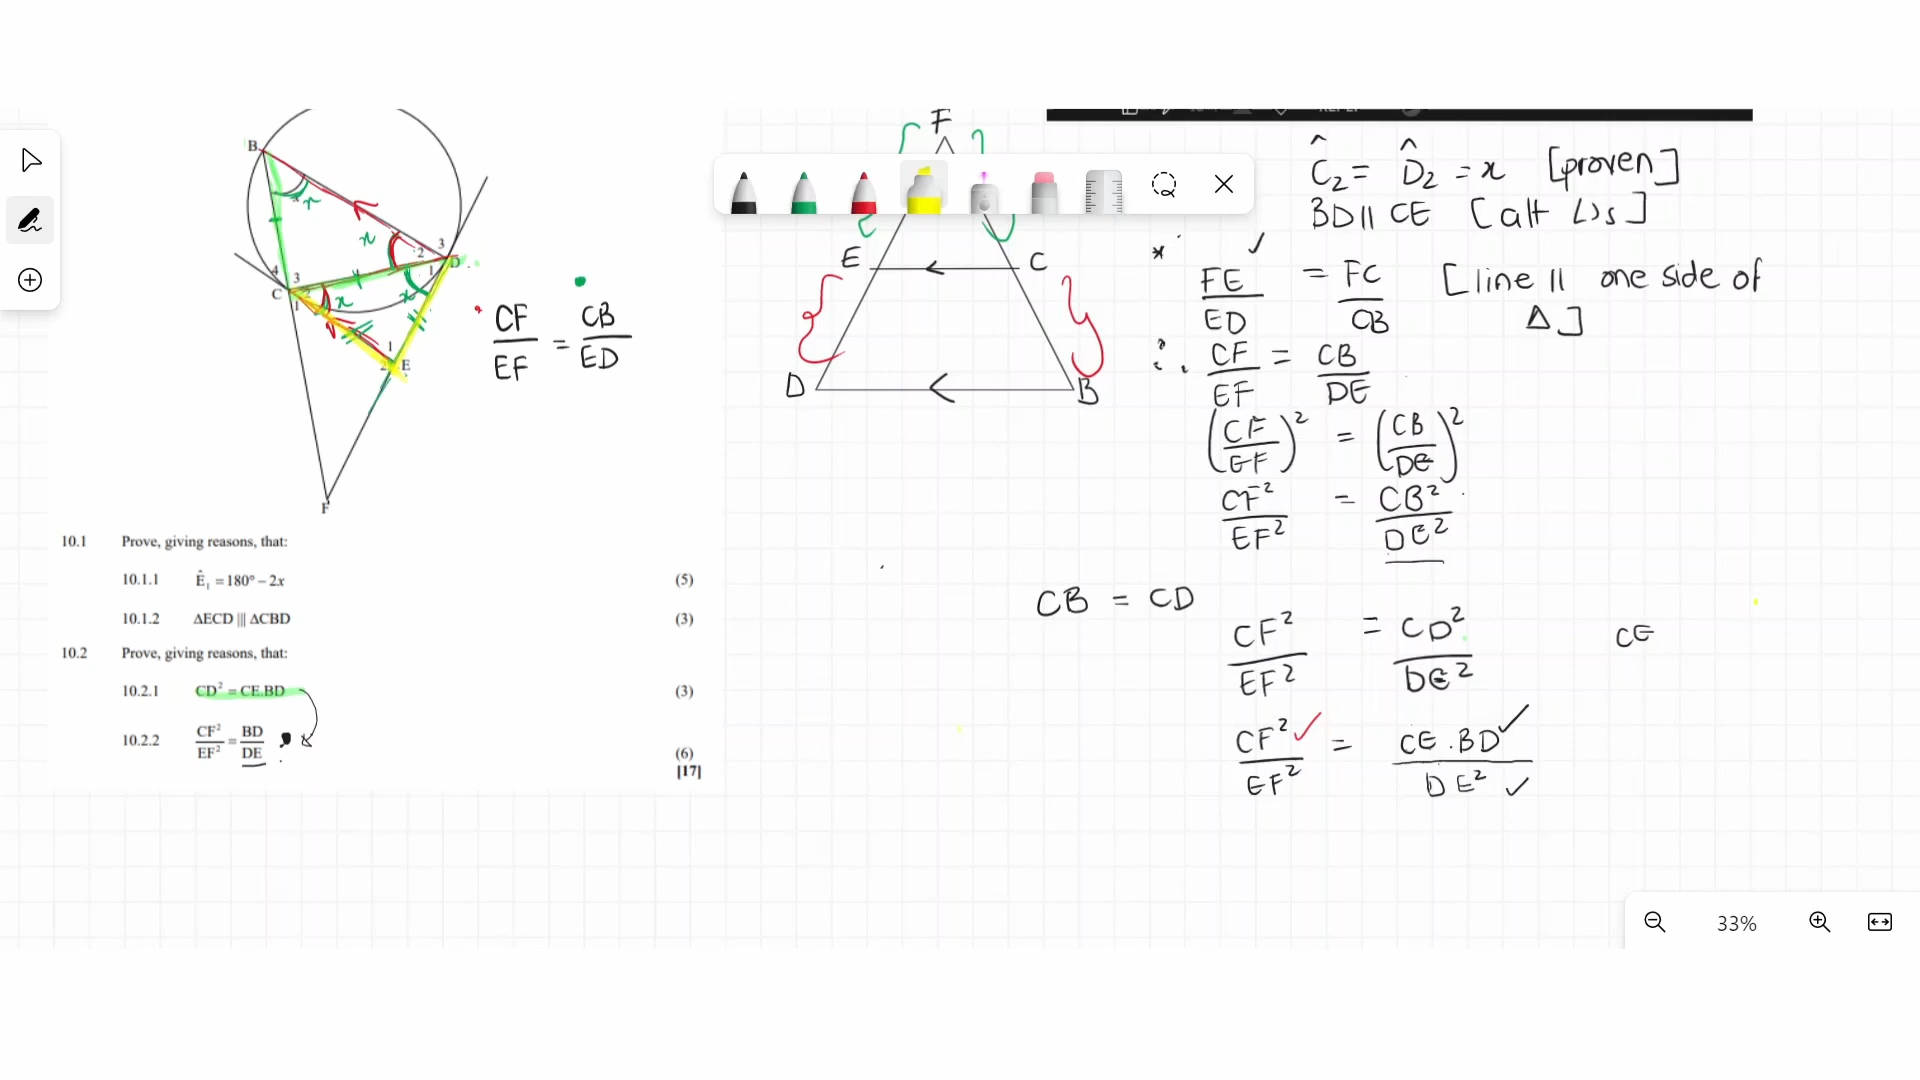 B
x
x
2
3
D
1
4
3
C
2
x
x
1
1
2
E
F
CF/EF = CB/ED
10.1 Prove, giving reasons, that:
10.1.1 Ê₁ = 180° – 2x (5)
10.1.2 ΔECD ||| ΔCBD (3)
10.2 Prove, giving reasons, that:
10.2.1 CD² = CE.BD (3)
10.2.2 CF²/EF² = BD/DE (6)
[17]
F
E
C
D
B
Ĉ₂ = D̂₂ = x [proven]
BD || CE [alt ∠s]
* FE/ED = FC/CB [line || one side of Δ]
∴ CF/EF = CB/DE
(CF/EF)² = (CB/DE)²
CF²/EF² = CB²/DE²
CB = CD
CF²/EF² = CD²/DE²
CE
CF²/EF² = CE.BD/DE²
33%